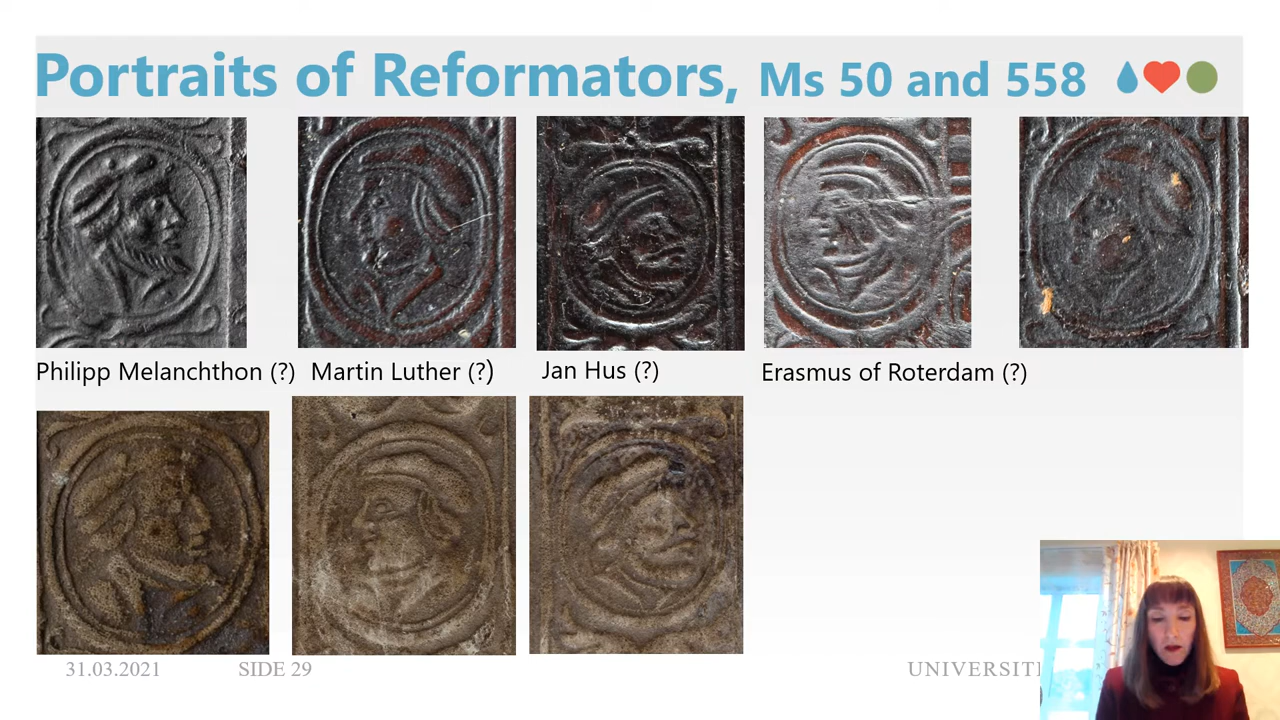 Portraits of Reformators, Ms 50 and 558
Philipp Melanchthon (?) Martin Luther (?) Jan Hus (?) Erasmus of Roterdam (?)
31.03.2021 SIDE 29